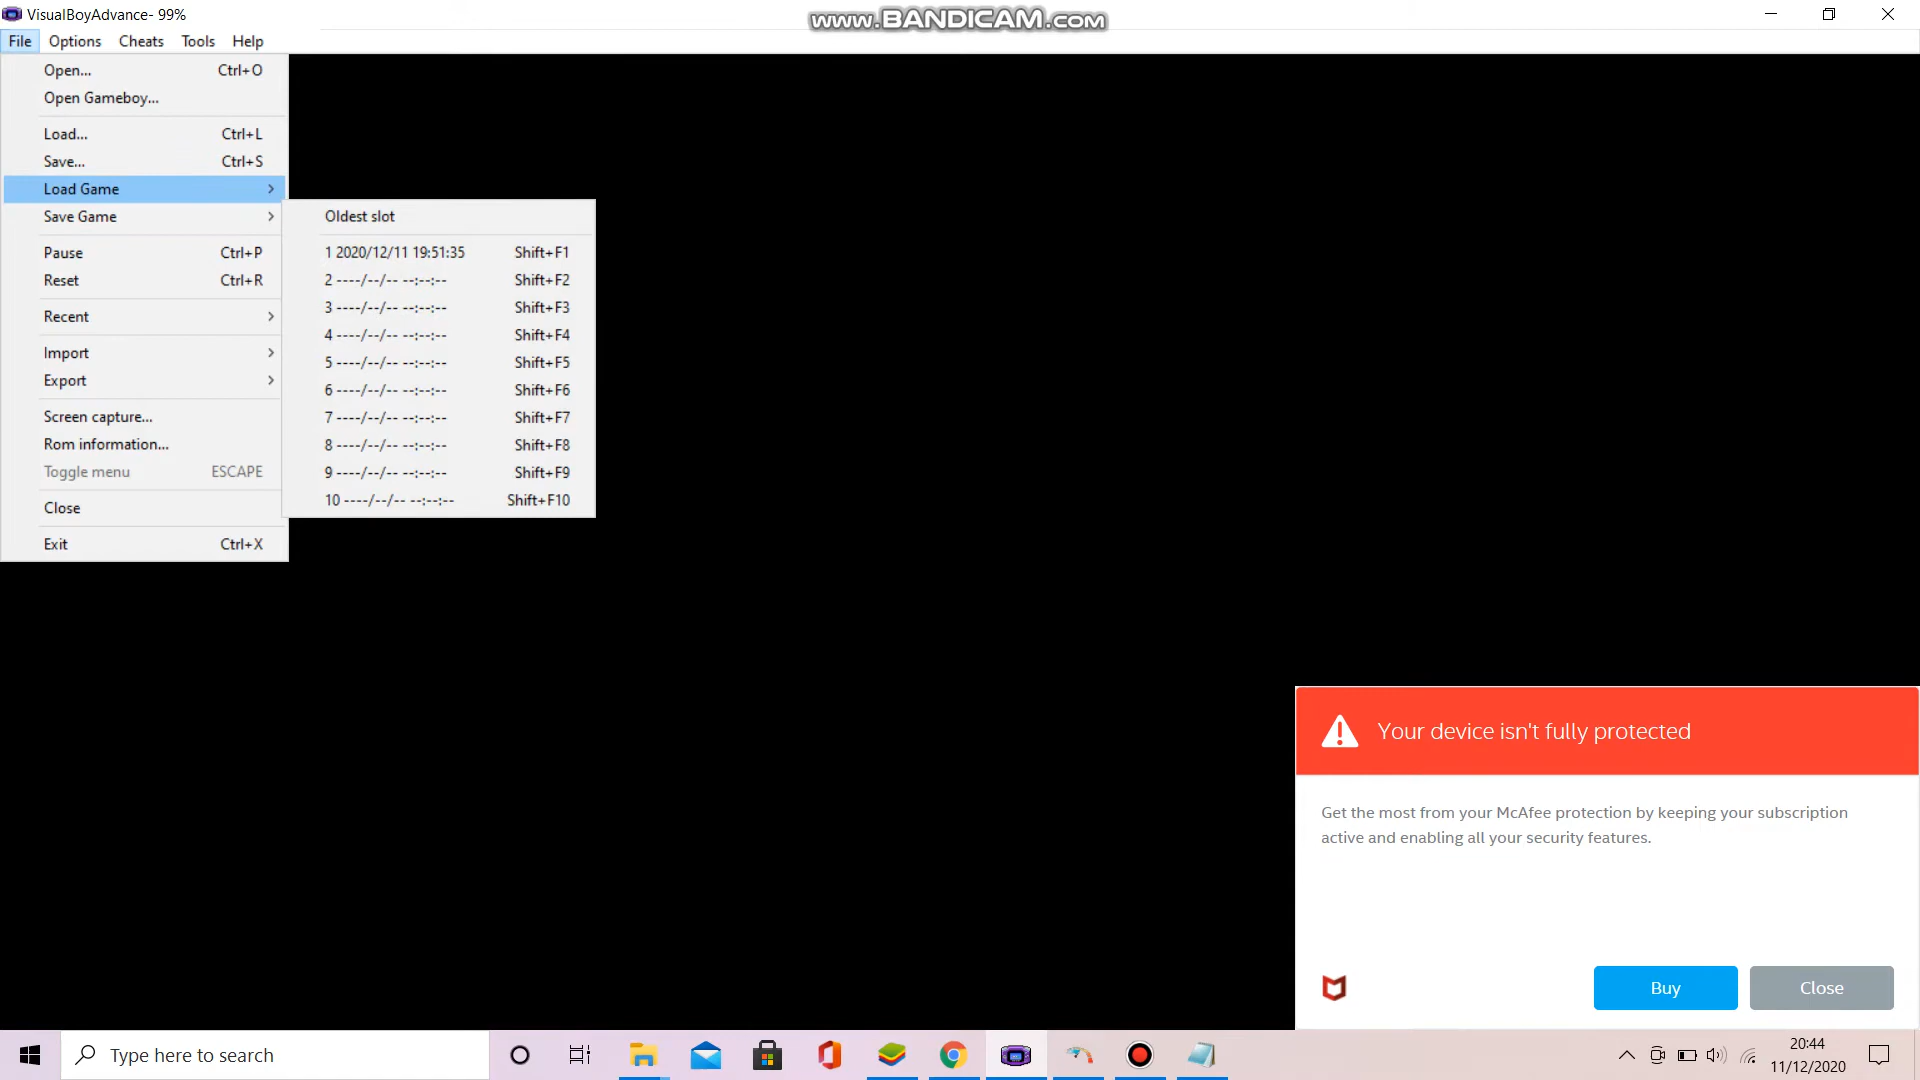 VisualBoyAdvance- 99%
www.BANDICAM.com
File Options Cheats Tools Help
Open... Ctrl+O
Open Gameboy...
Load... Ctrl+L
Save... Ctrl+S
Load Game
Save Game
Pause Ctrl+P
Reset Ctrl+R
Recent
Import
Export
Screen capture...
Rom information...
Toggle menu ESCAPE
Close
Exit Ctrl+X
Oldest slot
1 2020/12/11 19:51:35 Shift+F1
2 ----/--/-- --:--:-- Shift+F2
3 ----/--/-- --:--:-- Shift+F3
4 ----/--/-- --:--:-- Shift+F4
5 ----/--/-- --:--:-- Shift+F5
6 ----/--/-- --:--:-- Shift+F6
7 ----/--/-- --:--:-- Shift+F7
8 ----/--/-- --:--:-- Shift+F8
9 ----/--/-- --:--:-- Shift+F9
10 ----/--/-- --:--:-- Shift+F10
Your device isn't fully protected
Get the most from your McAfee protection by keeping your subscription
active and enabling all your security features.
Buy Close
Type here to search
20:44
11/12/2020